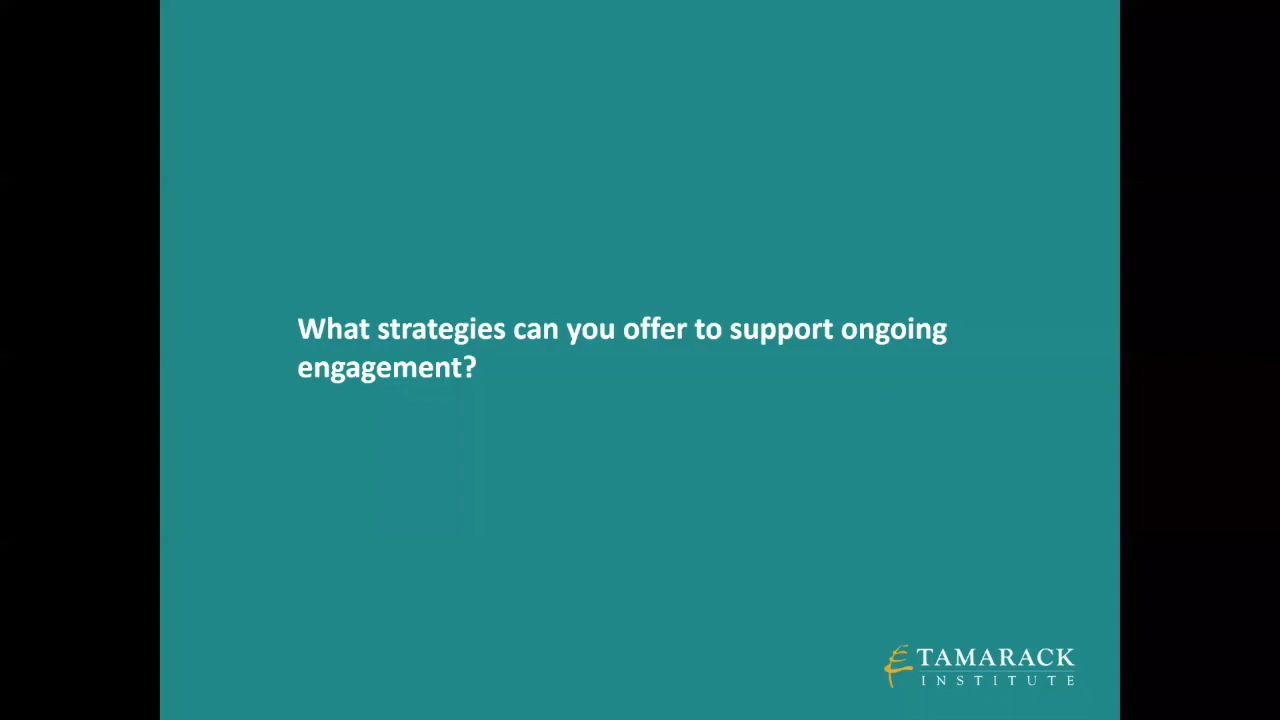 What strategies can you offer to support ongoing
engagement?
TAMARACK
INSTITUTE